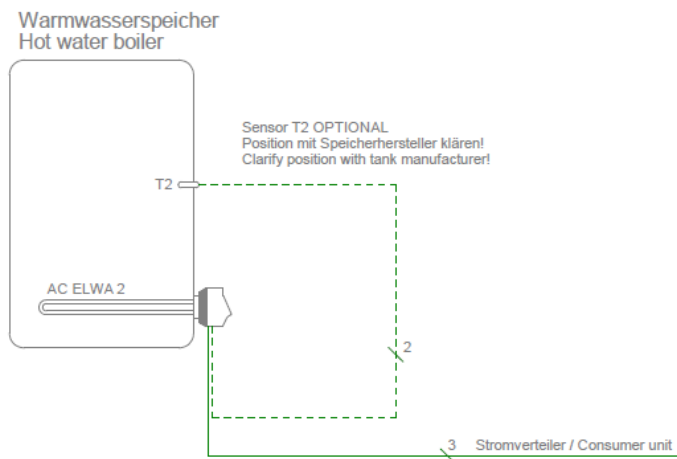 Warmwasserspeicher
Hot water boiler
Sensor T2 OPTIONAL
Position mit Speicherhersteller klären!
Clarify position with tank manufacturer!
T2
AC ELWA 2
2
3 Stromverteiler / Consumer unit